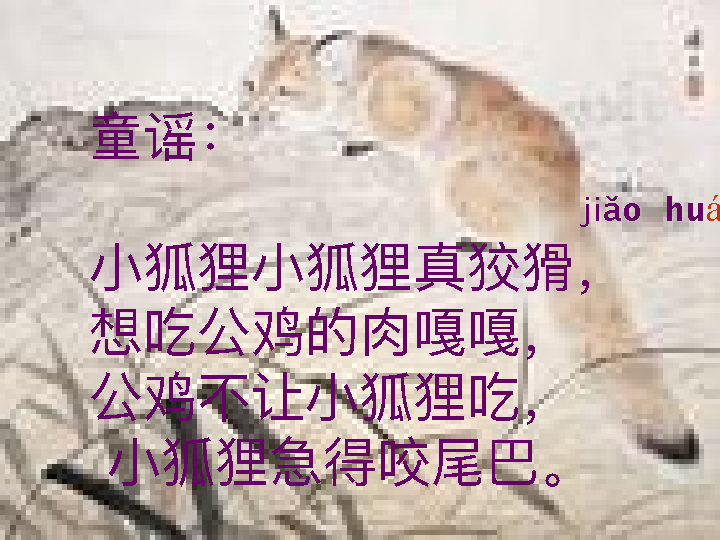 童谣：
jiǎo huá
小狐狸小狐狸真狡猾，
想吃公鸡的肉嘎嘎，
公鸡不让小狐狸吃，
小狐狸急得咬尾巴。